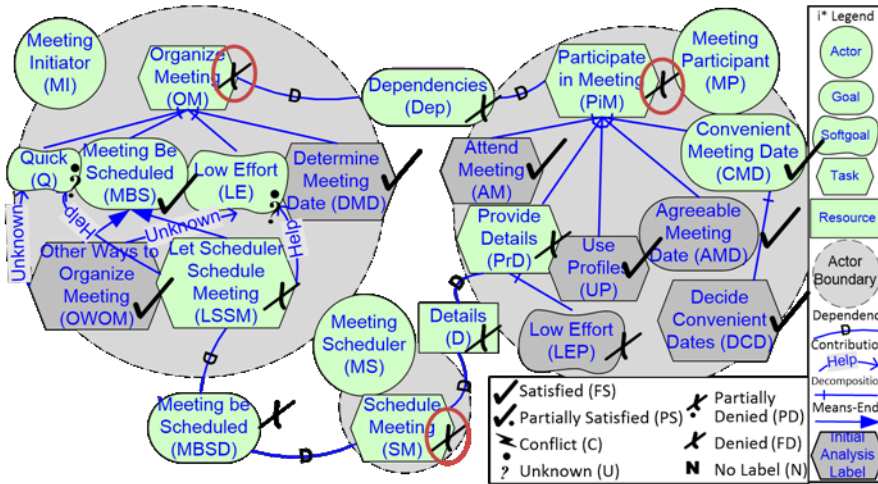 Meeting
Initiator
(MI)
Organize
Meeting
(OM)
D
Dependencies
(Dep)
D
Participate
in Meeting
(PiM)
Meeting
Participant
(MP)
Quick
(Q)
Meeting Be
Scheduled
(MBS)
Low Effort
(LE)
Determine
Meeting
Date (DMD)
Attend
Meeting
(AM)
Convenient
Meeting Date
(CMD)
Unknown
Help
Unknown
Help
Other Ways to
Organize
Meeting
(OWOM)
Let Scheduler
Schedule
Meeting
(LSSM)
Provide
Details
(PrD)
Use
Profiles
(UP)
Agreeable
Meeting
Date (AMD)
D
Meeting
Scheduler
(MS)
Details
(D)
D
Low Effort
(LEP)
Decide
Convenient
Dates (DCD)
Meeting be
Scheduled
(MBSD)
D
Schedule
Meeting
(SM)
D
Satisfied (FS)
Partially Satisfied (PS)
Conflict (C)
? Unknown (U)
Partially
Denied (PD)
Denied (FD)
N No Label (N)
i* Legend
Actor
Goal
Softgoal
Task
Resource
Actor
Boundary
Dependenc
D
Contribution
Help
Decomposition
Means-End
Initial
Analysis
Label